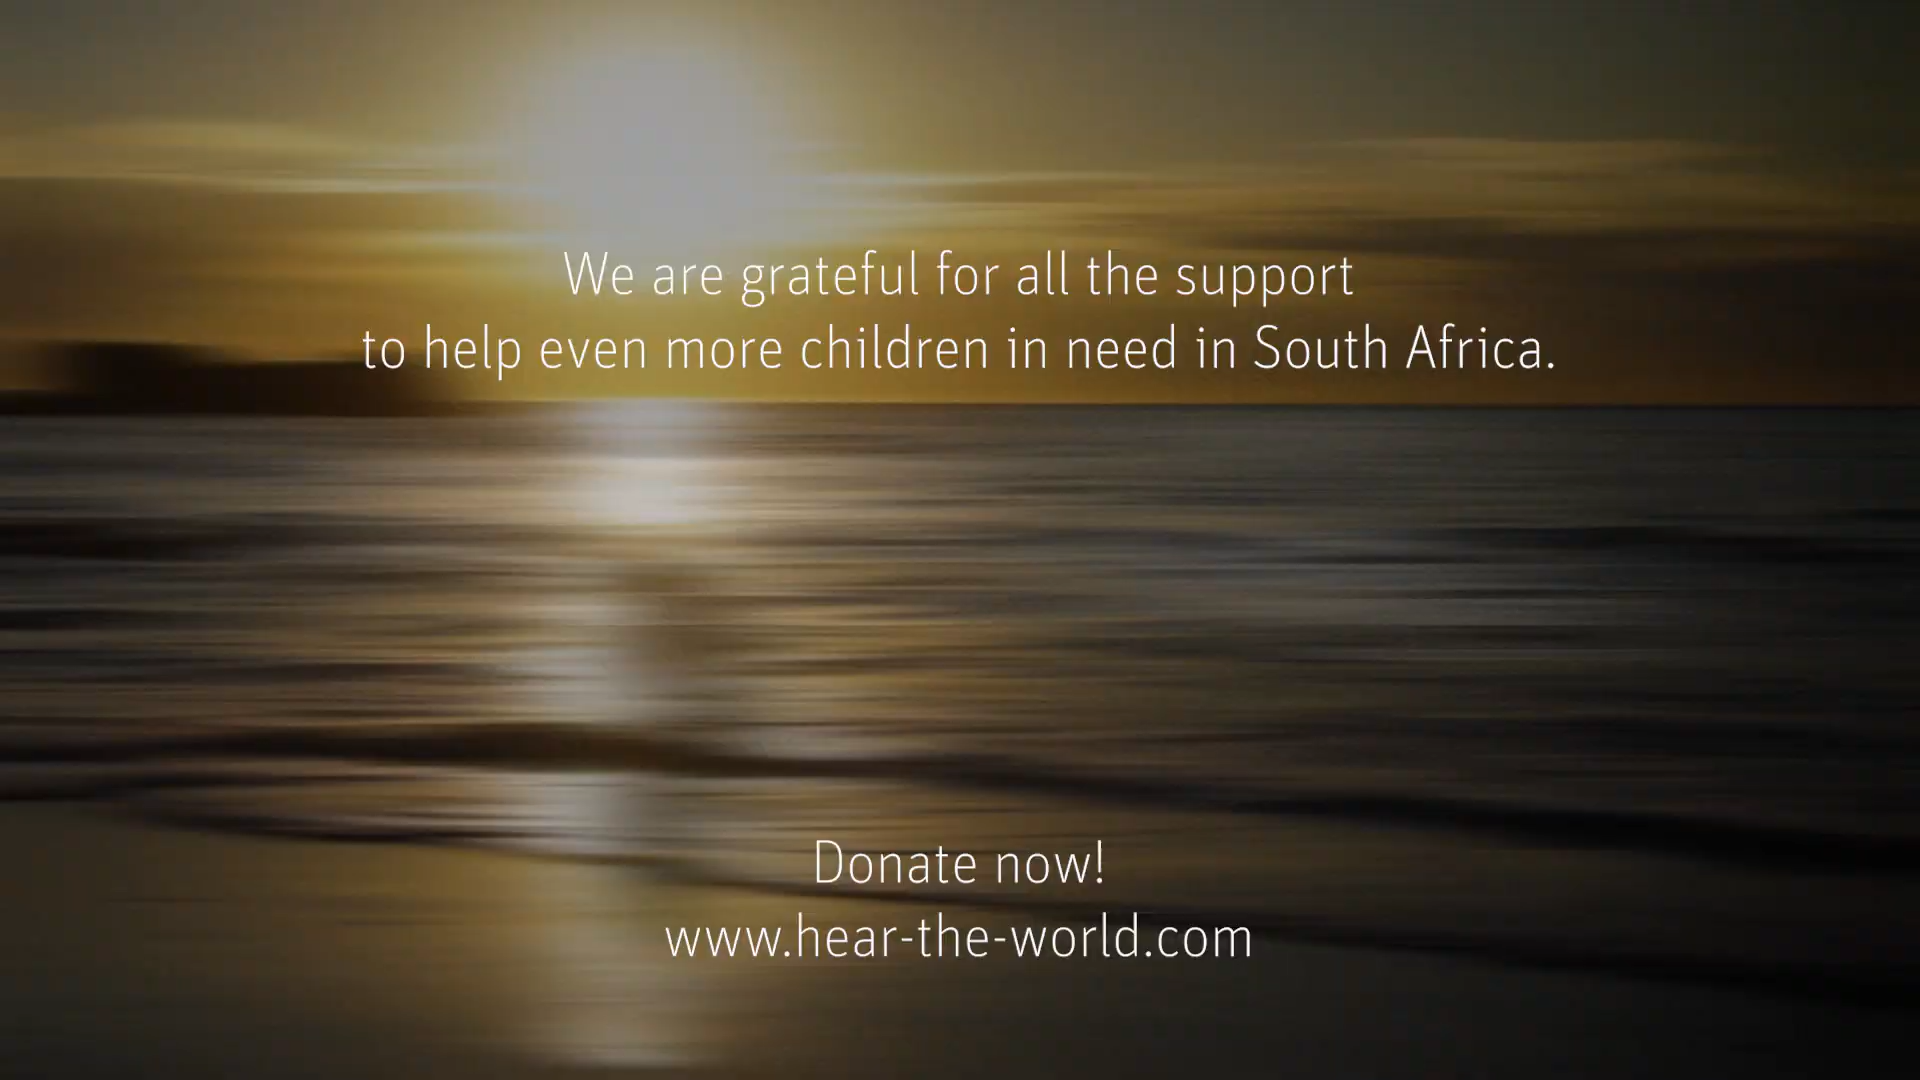 We are grateful for all the support
to help even more children in need in South Africa.
Donate now!
www.hear-the-world.com